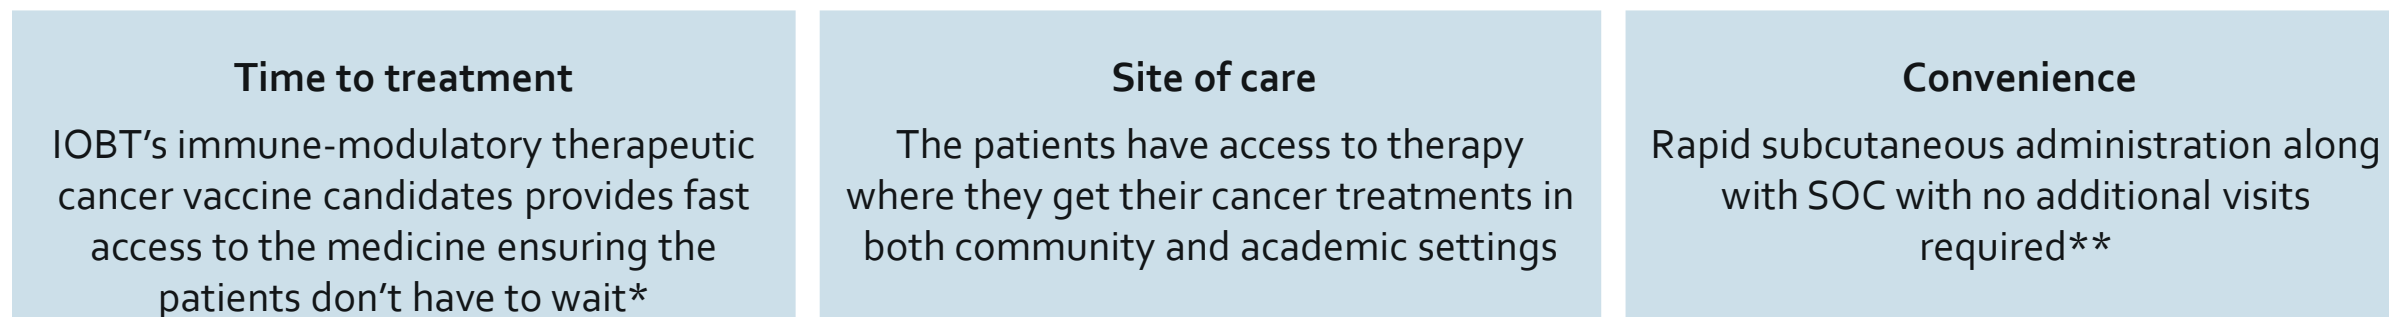 Time to treatment
IOBT's immune-modulatory therapeutic
cancer vaccine candidates provides fast
access to the medicine ensuring the
patients don't have to wait*
Site of care
The patients have access to therapy
where they get their cancer treatments in
both community and academic settings
Convenience
Rapid subcutaneous administration along
with SOC with no additional visits
required**